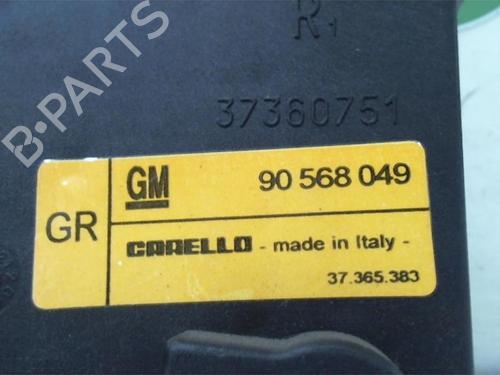 R1
37360751
GM 90 568 049
GR
CARELLO - made in Italy -
37.365.383
B-PARTS